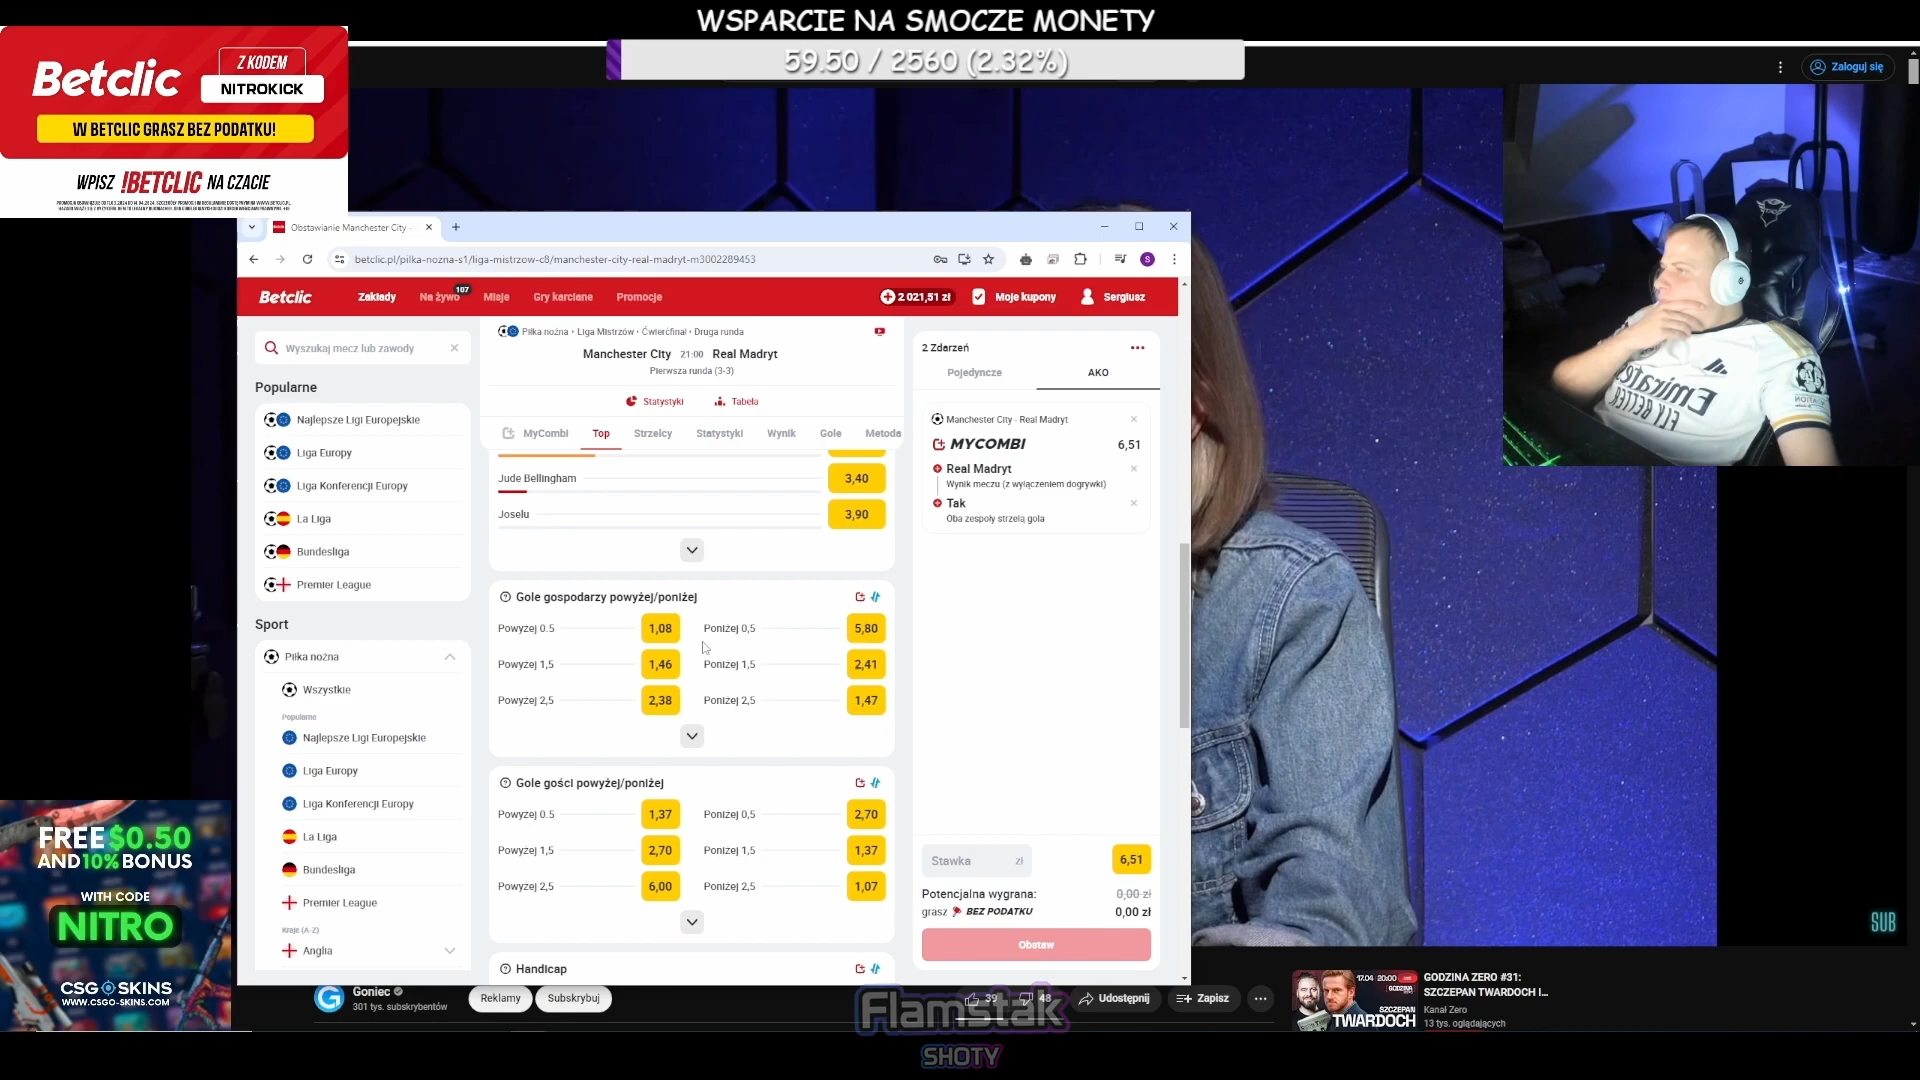 WSPARCIE NA SMOCZE MONETY
59.50 / 2560 (2.32%)
Betclic
Z KODEM
NITROKICK
W BETCLIC GRASZ BEZ PODATKU!
WPISZ !BETCLIC NA CZACIE
Zaloguj się
Obstawianie Manchester City -
betclic.pl/pilka-nozna-s1/liga-mistrzow-c8/manchester-city-real-madryt-m3002289453
S
Betclic
Zakłady
Na żywo
107
Misje
Gry karciane
Promocje
2 021,51 zł
Moje kupony
Sergiusz
Wyszukaj mecz lub zawody
Popularne
Najlepsze Ligi Europejskie
Liga Europy
Liga Konferencji Europy
La Liga
Bundesliga
Premier League
Sport
Piłka nożna
Wszystkie
Popularne
Najlepsze Ligi Europejskie
Liga Europy
Liga Konferencji Europy
La Liga
Bundesliga
Premier League
Kraje (A-Z)
Anglia
Piłka nożna • Liga Mistrzów • Ćwierćfinał • Druga runda
Manchester City 21:00 Real Madryt
Pierwsza runda (3-3)
Statystyki
Tabela
MyCombi
Top
Strzelcy
Statystyki
Wynik
Gole
Metoda
Jude Bellingham 3,40
Joselu 3,90
Gole gospodarzy powyżej/poniżej
Powyżej 0.5 1,08 Poniżej 0,5 5,80
Powyżej 1,5 1,46 Poniżej 1,5 2,41
Powyżej 2,5 2,38 Poniżej 2,5 1,47
Gole gości powyżej/poniżej
Powyżej 0.5 1,37 Poniżej 0,5 2,70
Powyżej 1,5 2,70 Poniżej 1,5 1,37
Powyżej 2,5 6,00 Poniżej 2,5 1,07
Handicap
2 Zdarzeń
Pojedyncze
AKO
Manchester City - Real Madryt
MYCOMBI 6,51
Real Madryt
Wynik meczu (z wyłączeniem dogrywki)
Tak
Oba zespoły strzelą gola
Stawka zł 6,51
Potencjalna wygrana: 0,00 zł
grasz BEZ PODATKU 0,00 zł
Obstaw
FREE $0.50
AND 10% BONUS
WITH CODE
NITRO
CSG SKINS
WWW.CSGO-SKINS.COM
Goniec
301 tys. subskrybentów
Reklamy
Subskrybuj
39
48
Udostępnij
Zapisz
Flamstak
SHOTY
SUB
17.04 20:00
SZCZEPAN
TWARDOCH
GODZINA ZERO #31:
SZCZEPAN TWARDOCH I...
Kanał Zero
13 tys. oglądających